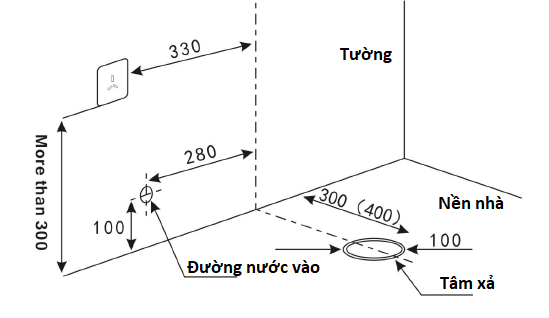 330
Tường
280
More than 300
300 (400)
100
Nền nhà
100
Đường nước vào
Tâm xả